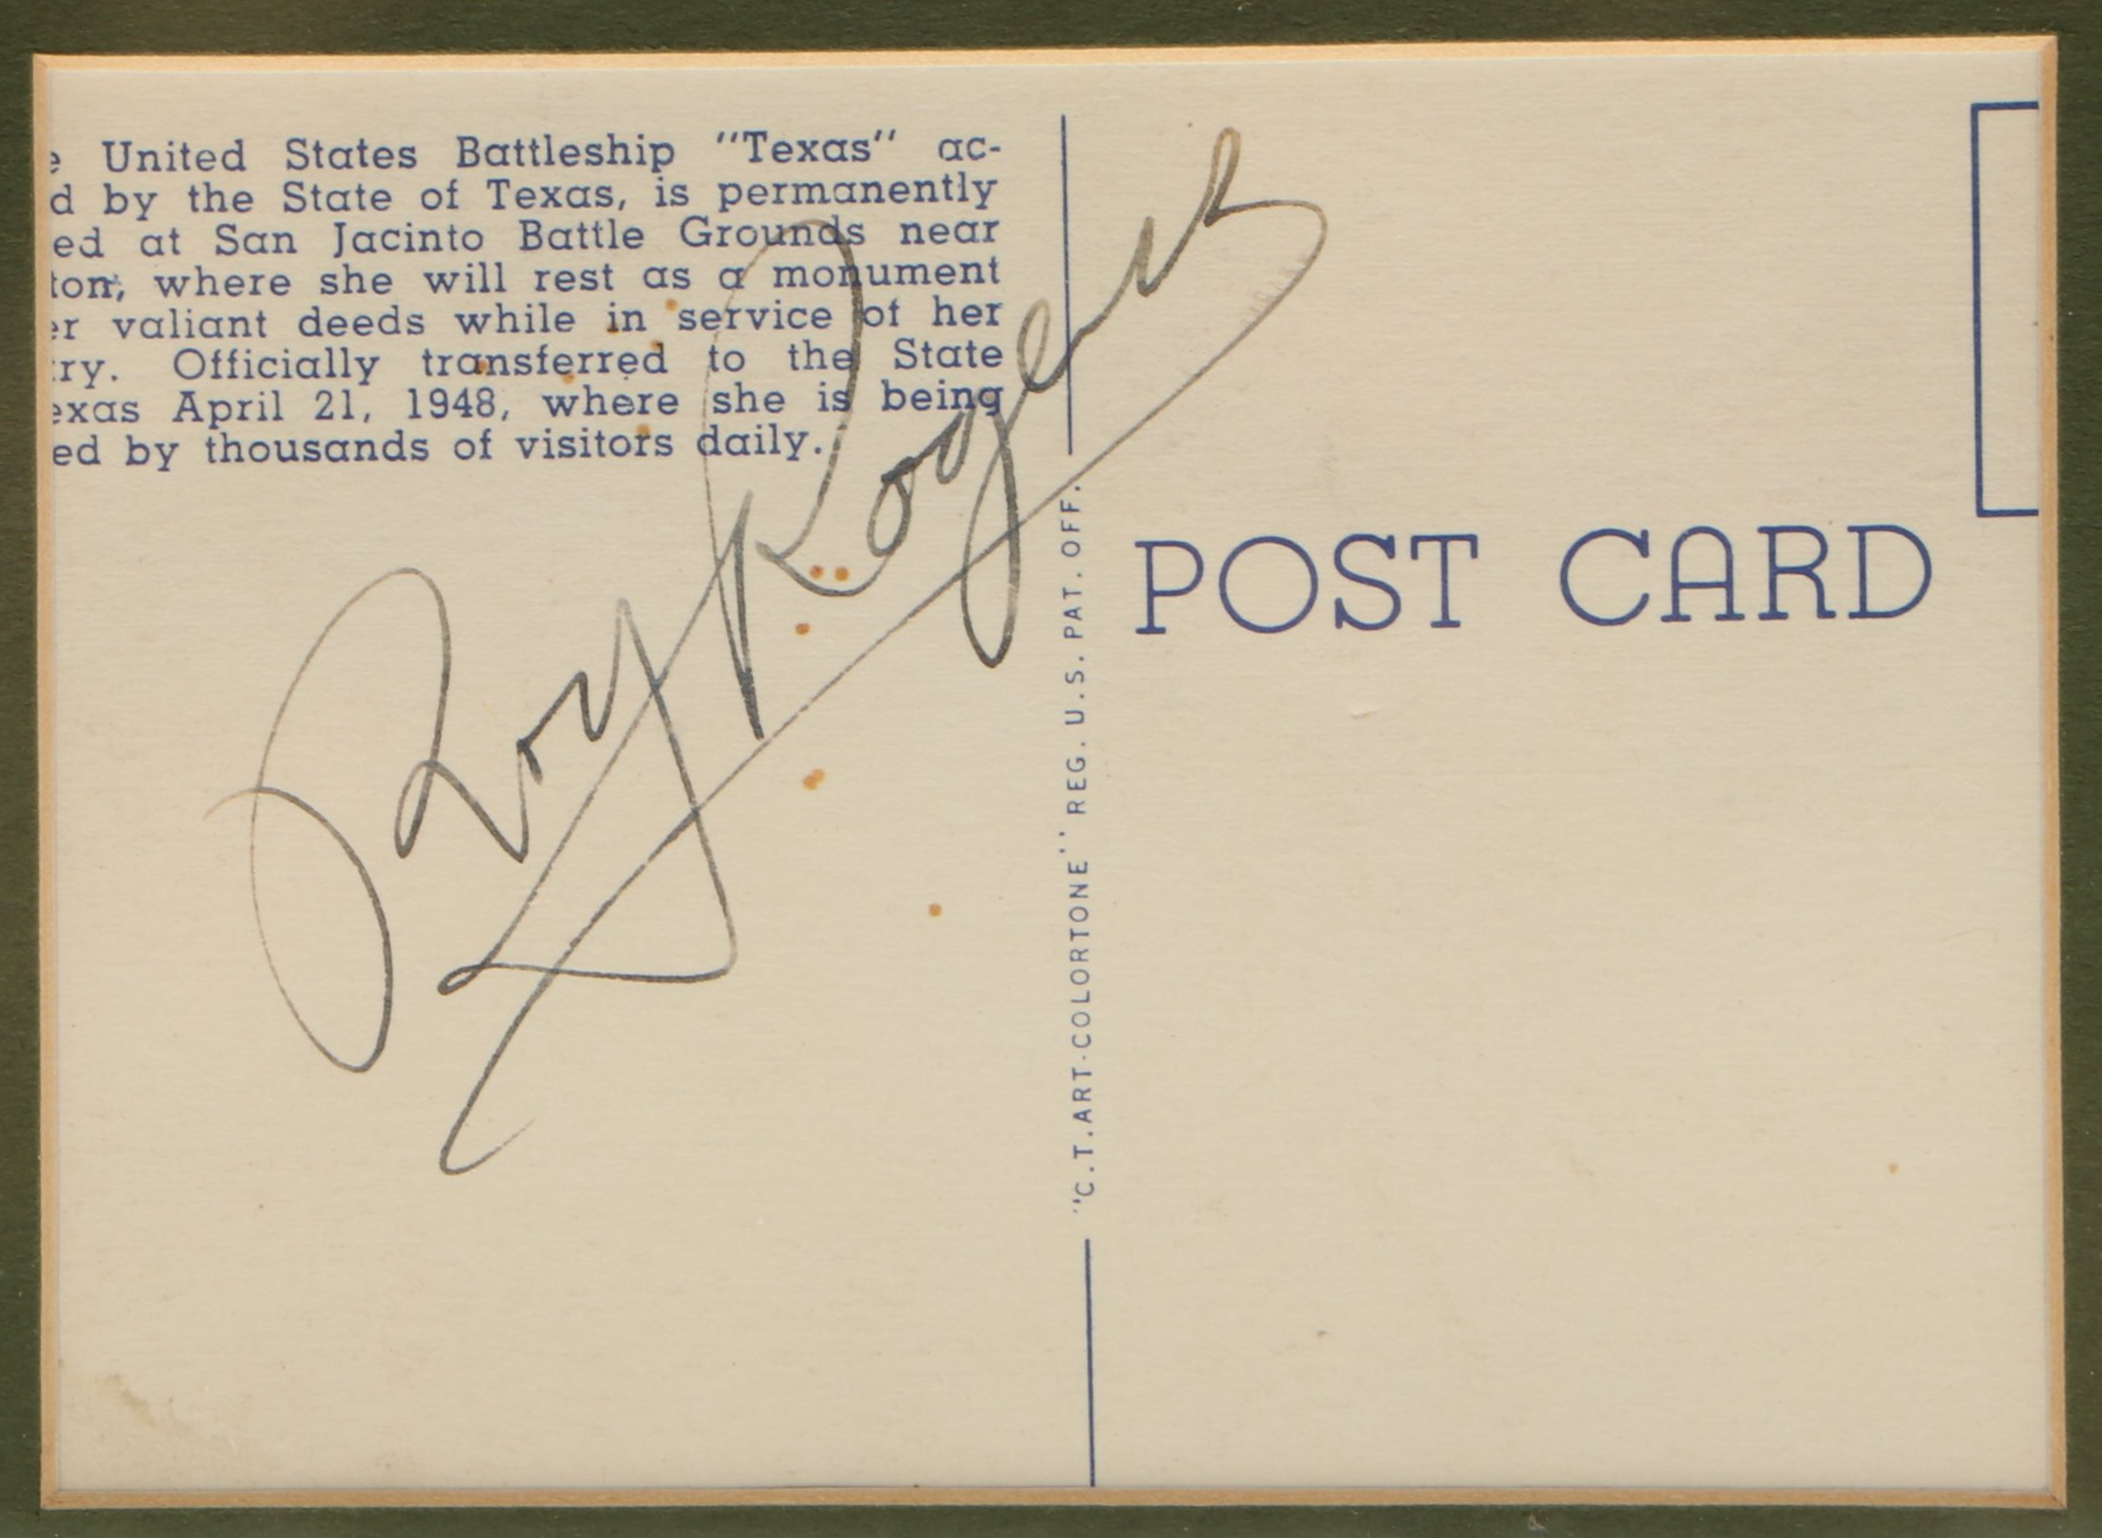 e United States Battleship "Texas" ac-
d by the State of Texas, is permanently
ed at San Jacinto Battle Grounds near
ton, where she will rest as a monument
er valiant deeds while in service of her
ry. Officially transferred to the State
exas April 21, 1948, where she is being
ed by thousands of visitors daily.
Roy Rogers
"C.T.ART-COLORTONE" REG. U.S. PAT. OFF.
POST CARD